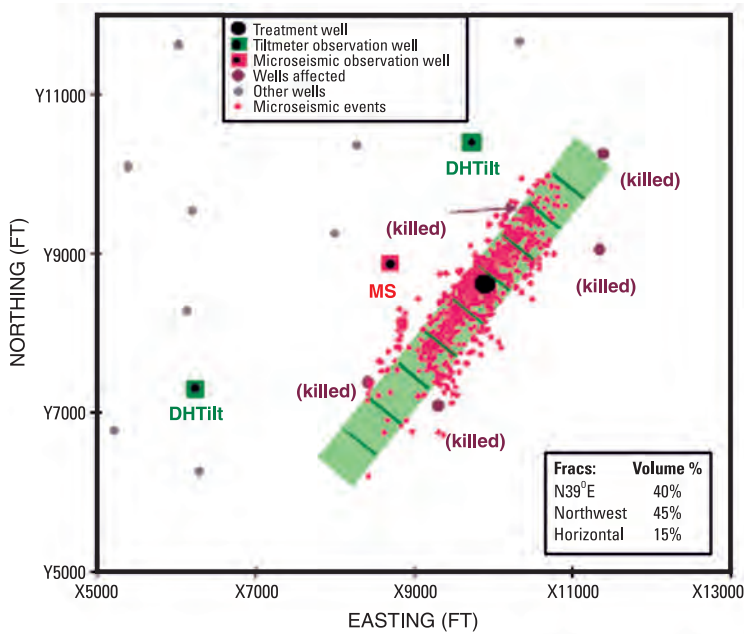 Treatment well
Tiltmeter observation well
Microseismic observation well
Wells affected
Other wells
Microseismic events
Y11000
Y9000
Y7000
Y5000
NORTHING (FT)
DHTilt
(killed)
(killed)
MS
(killed)
(killed)
DHTilt
(killed)
Fracs: Volume %
N39⁰E 40%
Northwest 45%
Horizontal 15%
X5000 X7000 X9000 X11000 X13000
EASTING (FT)